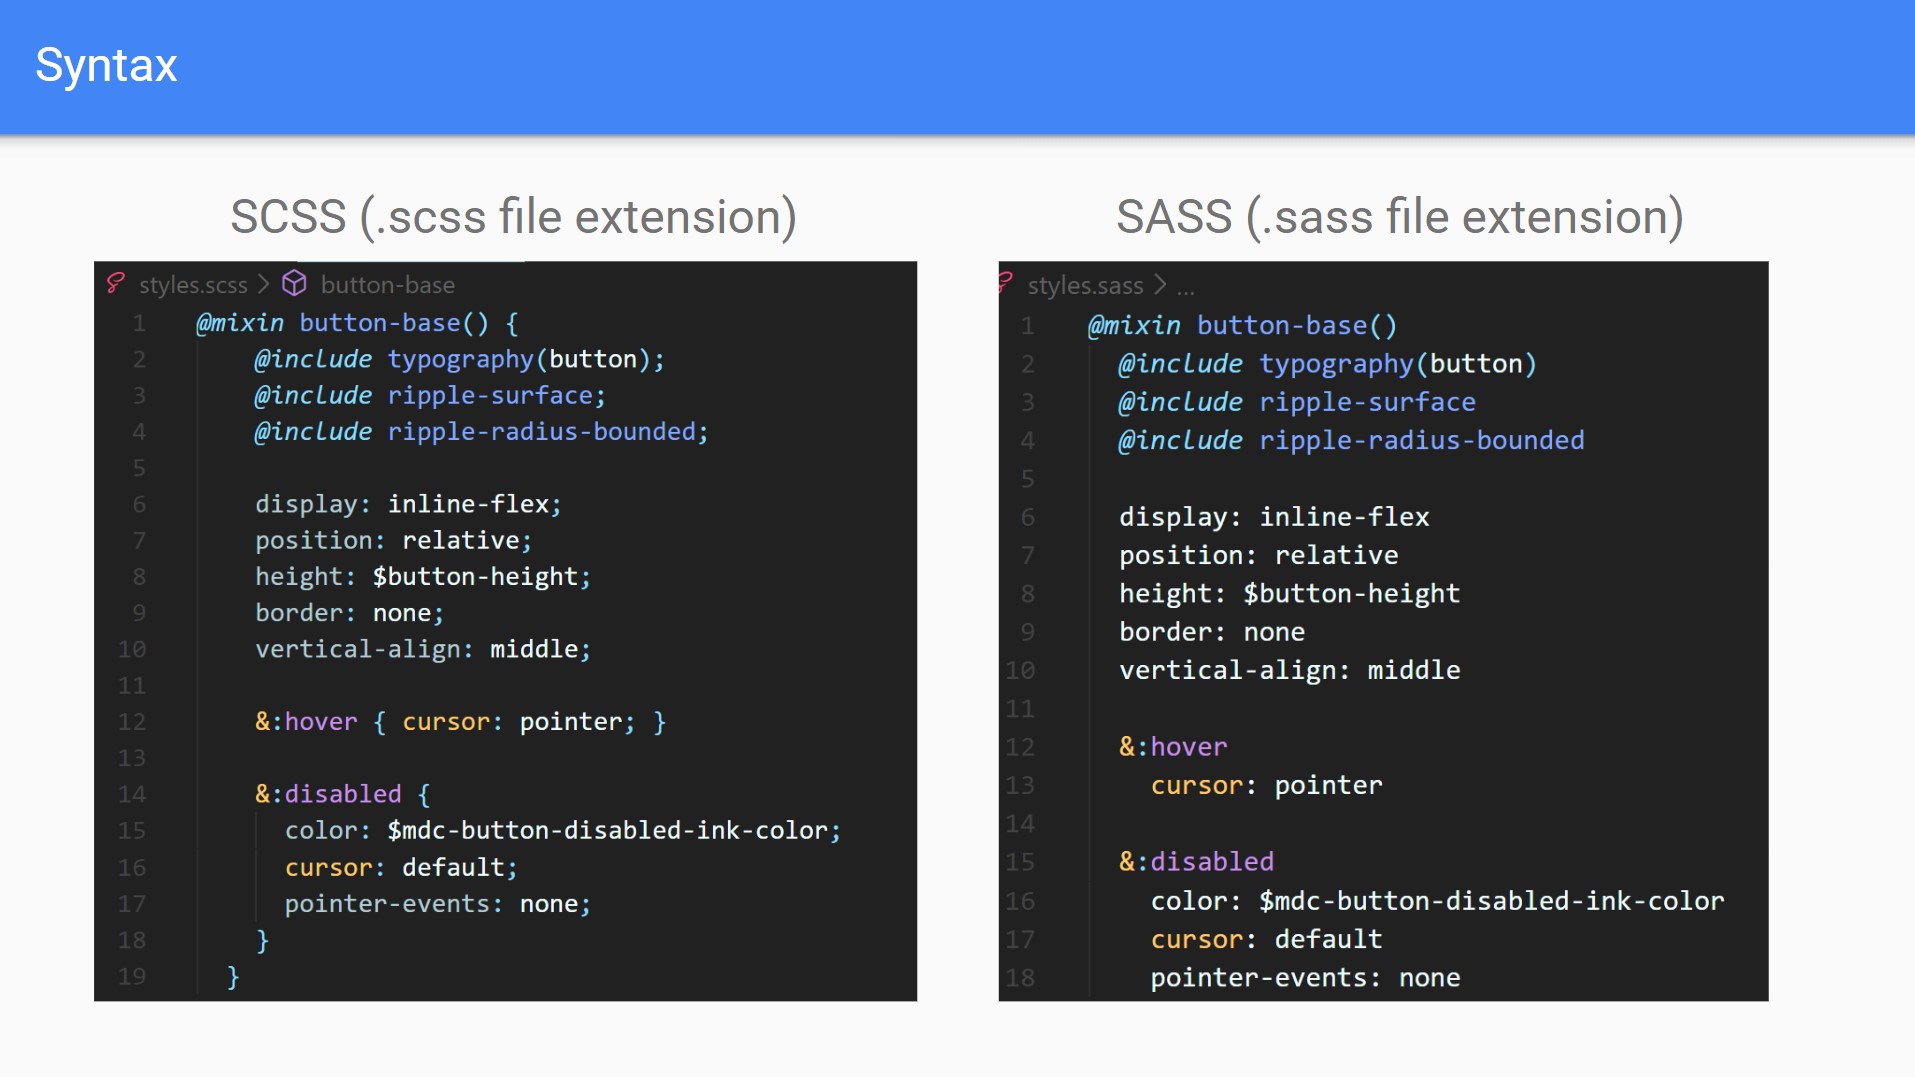 Syntax
SCSS (.scss file extension)
styles.scss > button-base
1 @mixin button-base() {
2 @include typography(button);
3 @include ripple-surface;
4 @include ripple-radius-bounded;
5
6 display: inline-flex;
7 position: relative;
8 height: $button-height;
9 border: none;
10 vertical-align: middle;
11
12 &:hover { cursor: pointer; }
13
14 &:disabled {
15 color: $mdc-button-disabled-ink-color;
16 cursor: default;
17 pointer-events: none;
18 }
19 }
SASS (.sass file extension)
styles.sass > ...
1 @mixin button-base()
2 @include typography(button)
3 @include ripple-surface
4 @include ripple-radius-bounded
5
6 display: inline-flex
7 position: relative
8 height: $button-height
9 border: none
10 vertical-align: middle
11
12 &:hover
13 cursor: pointer
14
15 &:disabled
16 color: $mdc-button-disabled-ink-color
17 cursor: default
18 pointer-events: none